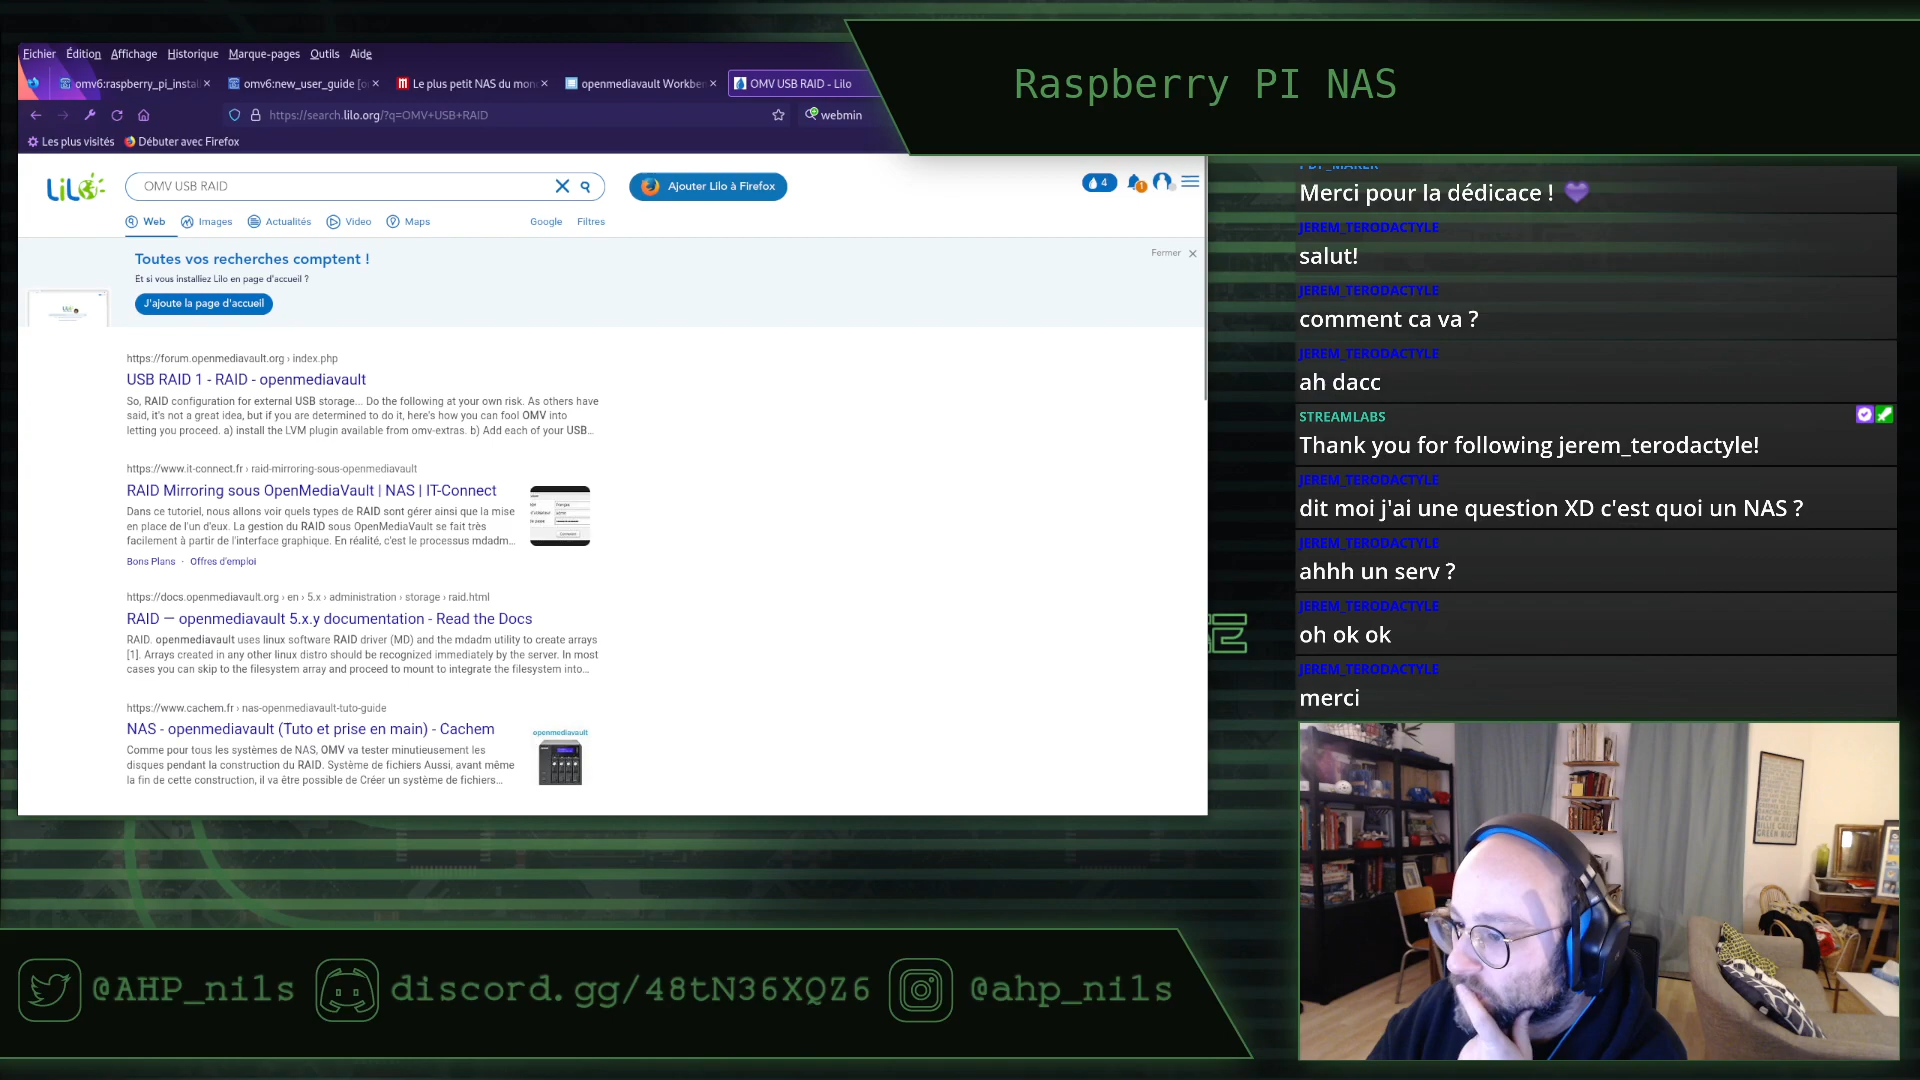 Fichier Édition Affichage Historique Marque-pages Outils Aide
omv6:raspberry_pi_instal
omv6:new_user_guide [o
Le plus petit NAS du mon
openmediavault Workben
OMV USB RAID - Lilo
https://search.lilo.org/?q=OMV+USB+RAID
webmin
Les plus visités
Débuter avec Firefox
Raspberry PI NAS
OMV USB RAID
Ajouter Lilo à Firefox
4
1
Web Images Actualités Video Maps Google Filtres
Toutes vos recherches comptent !
Et si vous installiez Lilo en page d'accueil ?
J'ajoute la page d'accueil
Fermer
https://forum.openmediavault.org › index.php
USB RAID 1 - RAID - openmediavault
So, RAID configuration for external USB storage... Do the following at your own risk. As others have
said, it's not a great idea, but if you are determined to do it, here's how you can fool OMV into
letting you proceed. a) install the LVM plugin available from omv-extras. b) Add each of your USB...
https://www.it-connect.fr › raid-mirroring-sous-openmediavault
RAID Mirroring sous OpenMediaVault | NAS | IT-Connect
Dans ce tutoriel, nous allons voir quels types de RAID sont gérer ainsi que la mise
en place de l'un d'eux. La gestion du RAID sous OpenMediaVault se fait très
facilement à partir de l'interface graphique. En réalité, c'est le processus mdadm...
Bons Plans · Offres d'emploi
https://docs.openmediavault.org › en › 5.x › administration › storage › raid.html
RAID — openmediavault 5.x.y documentation - Read the Docs
RAID. openmediavault uses linux software RAID driver (MD) and the mdadm utility to create arrays
[1]. Arrays created in any other linux distro should be recognized immediately by the server. In most
cases you can skip to the filesystem array and proceed to mount to integrate the filesystem into...
https://www.cachem.fr › nas-openmediavault-tuto-guide
NAS - openmediavault (Tuto et prise en main) - Cachem
Comme pour tous les systèmes de NAS, OMV va tester minutieusement les
disques pendant la construction du RAID. Système de fichiers Aussi, avant même
la fin de cette construction, il va être possible de Créer un système de fichiers...
openmediavault
Merci pour la dédicace !
JEREM_TERODACTYLE
salut!
JEREM_TERODACTYLE
comment ca va ?
JEREM_TERODACTYLE
ah dacc
STREAMLABS
Thank you for following jerem_terodactyle!
JEREM_TERODACTYLE
dit moi j'ai une question XD c'est quoi un NAS ?
JEREM_TERODACTYLE
ahhh un serv ?
JEREM_TERODACTYLE
oh ok ok
JEREM_TERODACTYLE
merci
@AHP_nils
discord.gg/48tN36XQZ6
@ahp_nils